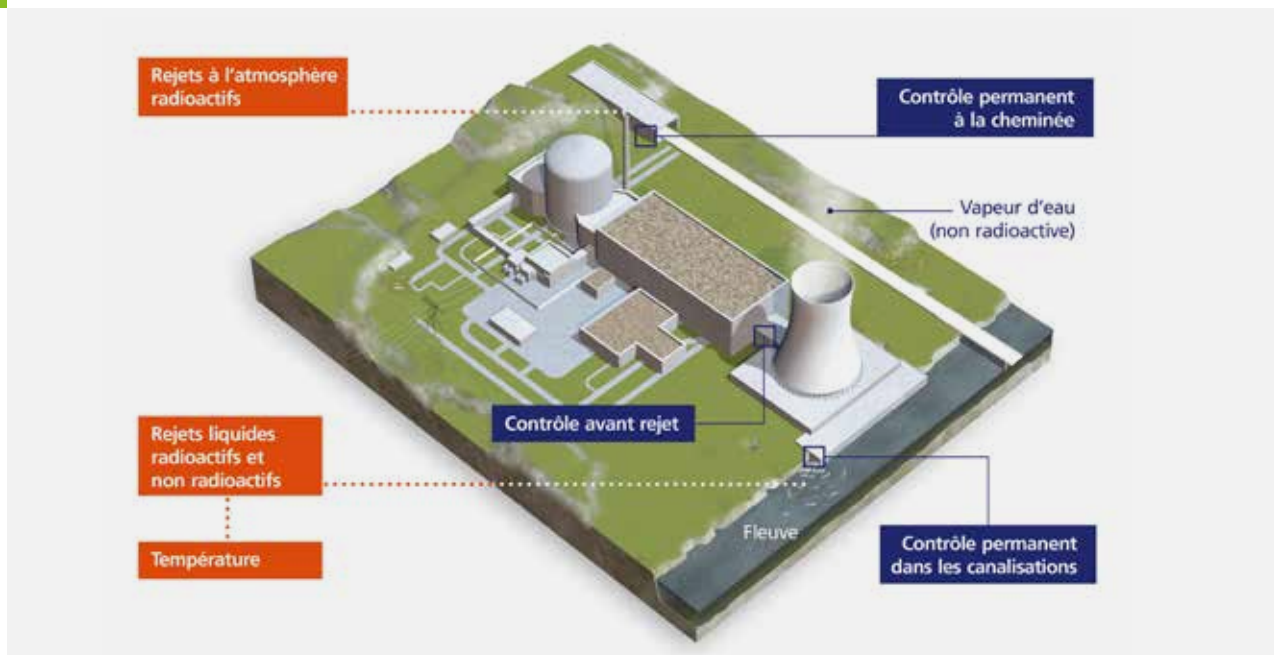 Rejets à l'atmosphère
radioactifs
Contrôle permanent
à la cheminée
Vapeur d'eau
(non radioactive)
Contrôle avant rejet
Rejets liquides
radioactifs et
non radioactifs
Fleuve
Température
Contrôle permanent
dans les canalisations